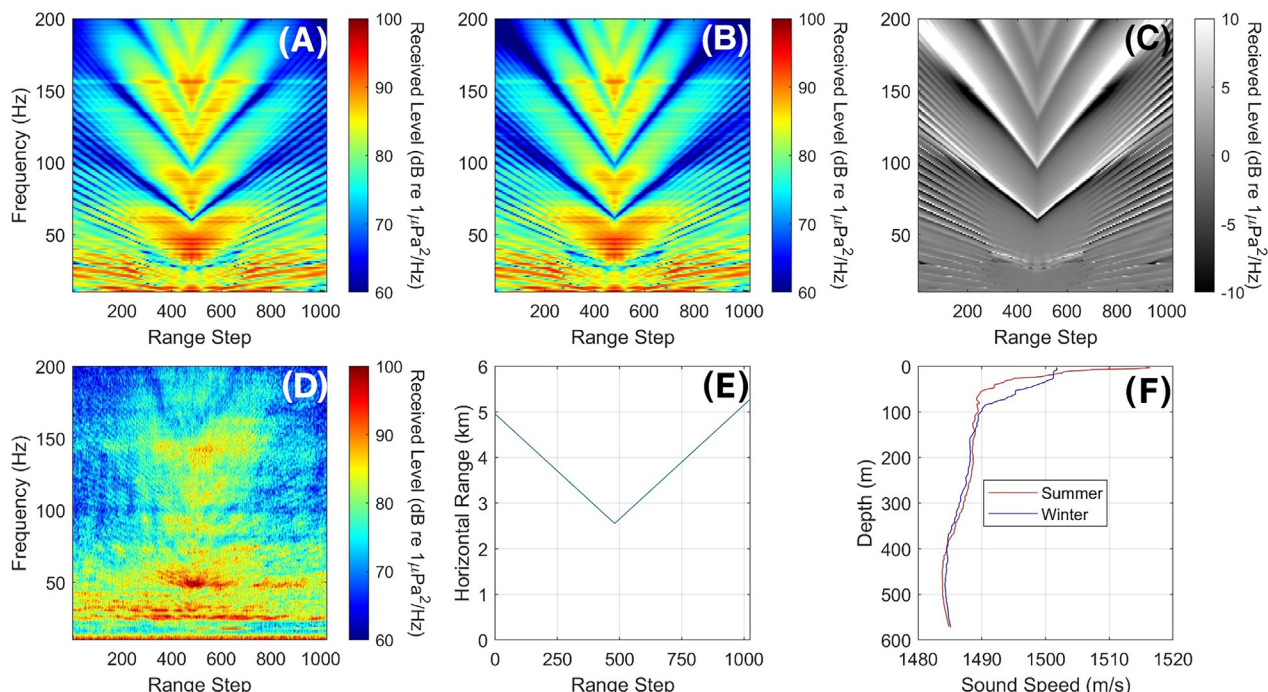 (A)
200
150
100
50
Frequency (Hz)
200 400 600 800 1000
Range Step
100
90
80
70
60
Received Level (dB re 1μPa²/Hz)
(B)
200
150
100
50
200 400 600 800 1000
Range Step
100
90
80
70
60
Received Level (dB re 1μPa²/Hz)
(C)
200
150
100
50
200 400 600 800 1000
Range Step
10
5
0
-5
-10
Recieved Level (dB re 1μPa²/Hz)
(D)
200
150
100
50
Frequency (Hz)
200 400 600 800 1000
Range Step
100
90
80
70
60
Received Level (dB re 1μPa²/Hz)
(E)
6
5
4
3
2
1
0
Horizontal Range (km)
0 250 500 750 1000
Range Step
(F)
0
100
200
300
400
500
600
Depth (m)
Summer
Winter
1480 1490 1500 1510 1520
Sound Speed (m/s)